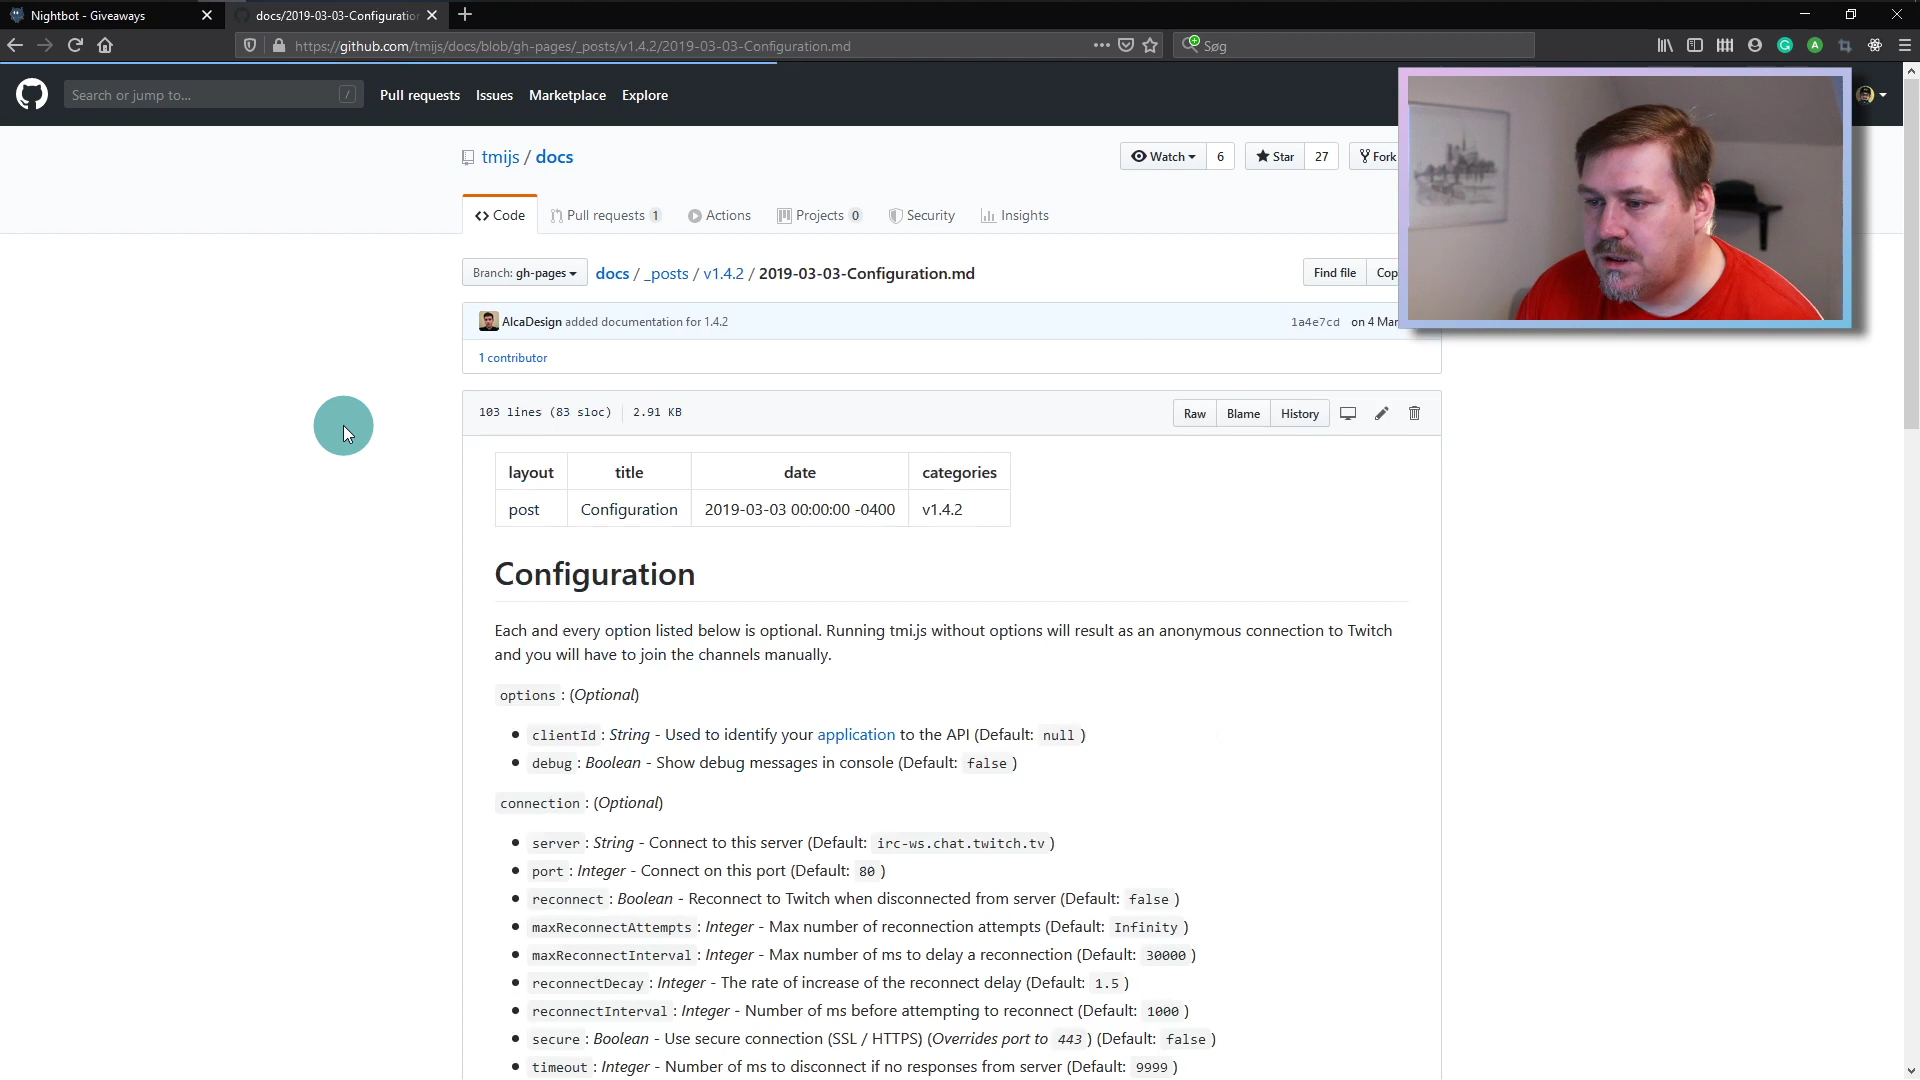 Nightbot - Giveaways
docs/2019-03-03-Configuration
https://github.com/tmijs/docs/blob/gh-pages/_posts/v1.4.2/2019-03-03-Configuration.md
Søg
Search or jump to...
/
Pull requests Issues Marketplace Explore
tmijs / docs
Watch 6 Star 27 Fork
Code Pull requests 1 Actions Projects 0 Security Insights
Branch: gh-pages docs / _posts / v1.4.2 / 2019-03-03-Configuration.md Find file Cop
AlcaDesign added documentation for 1.4.2 1a4e7cd on 4 Mar
1 contributor
103 lines (83 sloc) 2.91 KB Raw Blame History
layout title date categories
post Configuration 2019-03-03 00:00:00 -0400 v1.4.2
Configuration
Each and every option listed below is optional. Running tmi.js without options will result as an anonymous connection to Twitch
and you will have to join the channels manually.
options : (Optional)
• clientId : String - Used to identify your application to the API (Default: null )
• debug : Boolean - Show debug messages in console (Default: false )
connection : (Optional)
• server : String - Connect to this server (Default: irc-ws.chat.twitch.tv )
• port : Integer - Connect on this port (Default: 80 )
• reconnect : Boolean - Reconnect to Twitch when disconnected from server (Default: false )
• maxReconnectAttempts : Integer - Max number of reconnection attempts (Default: Infinity )
• maxReconnectInterval : Integer - Max number of ms to delay a reconnection (Default: 30000 )
• reconnectDecay : Integer - The rate of increase of the reconnect delay (Default: 1.5 )
• reconnectInterval : Integer - Number of ms before attempting to reconnect (Default: 1000 )
• secure : Boolean - Use secure connection (SSL / HTTPS) (Overrides port to 443 ) (Default: false )
• timeout : Integer - Number of ms to disconnect if no responses from server (Default: 9999 )